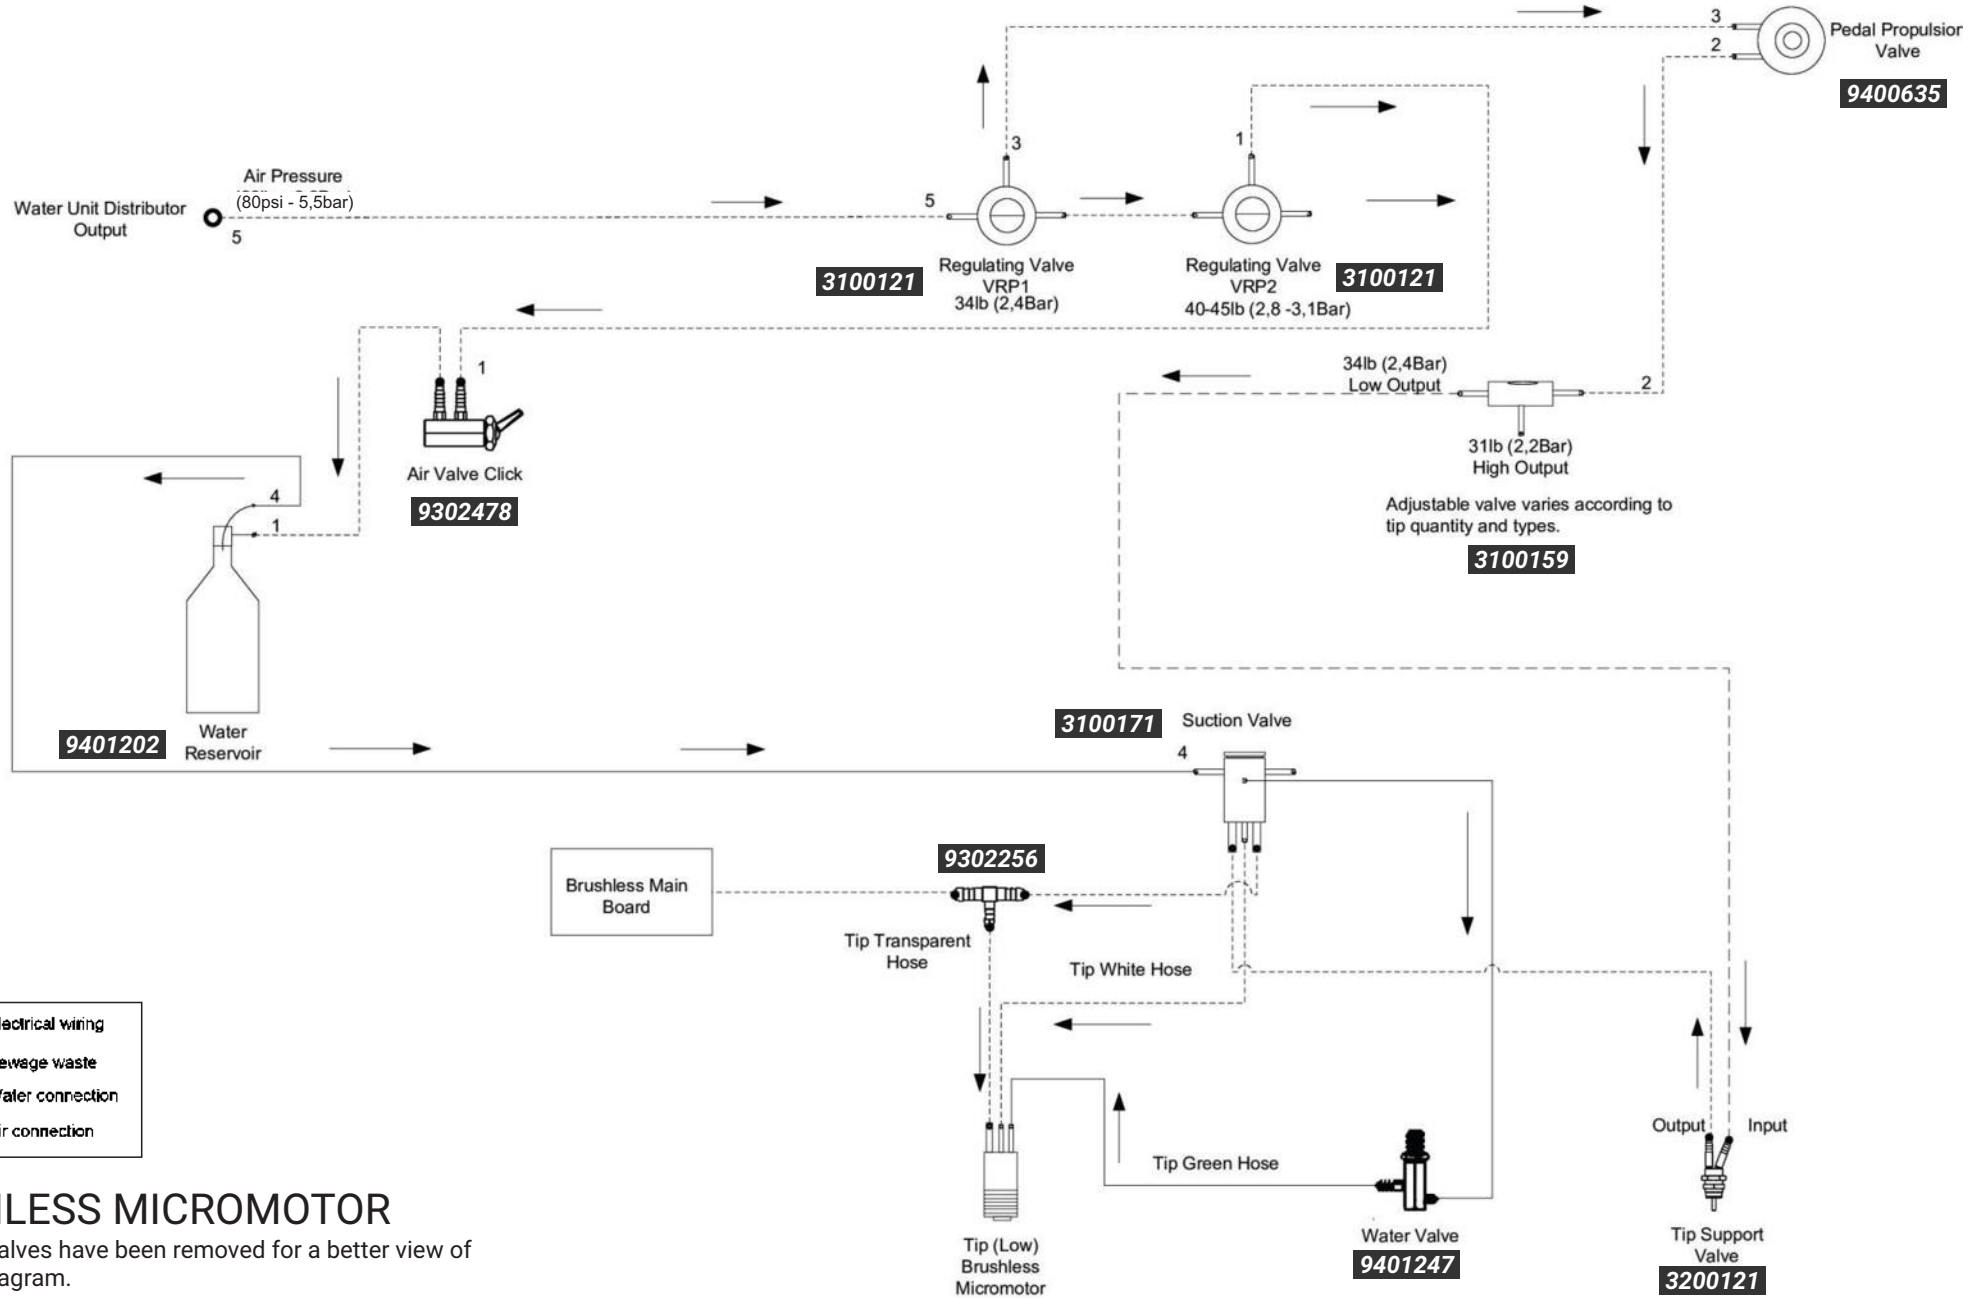 3
Pedal Propulsion
2
Valve
9400635
1
3
Air Pressure
(80psi - 5,5bar)
Water Unit Distributor
Output
5
5
3100121
Regulating Valve
VRP1
34lb (2,4Bar)
Regulating Valve
VRP2
40-45lb (2,8 -3,1Bar)
3100121
1
34lb (2,4Bar)
Low Output
2
31lb (2,2Bar)
High Output
Air Valve Click
9302478
4
1
Adjustable valve varies according to
tip quantity and types.
3100159
9401202
Water
Reservoir
3100171
Suction Valve
4
9302256
Brushless Main
Board
Tip Transparent
Hose
Tip White Hose
lectrical wiring
ewage waste
ater connection
ir connection
Output
Input
Tip Green Hose
LESS MICROMOTOR
alves have been removed for a better view of
agram.
Tip (Low)
Brushless
Micromotor
Water Valve
9401247
Tip Support
Valve
3200121